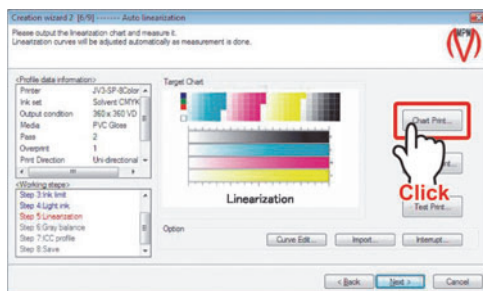 Creation wizard 2 [6/9] ------- Auto linearization
Please output the linearization chart and measure it.
Linearization curves will be adjusted automatically as measurement is done.
<Profile data information>
Printer JV3-SP-8Color
Ink set Solvent CMYK
Output condition 360 x 360 VD
Media PVC Gloss
Pass 2
Overprint 1
Print Direction Uni-directional
<Working steps>
Step 3:Ink limit
Step 4:Light ink
Step 5:Linearization
Step 6:Gray balance
Step 7:ICC profile
Step 8:Save
Target Chart
Linearization
Option
Curve Edit...
Import...
Interrupt...
Chart Print...
Click
Test Print...
< Back
Next >
Cancel